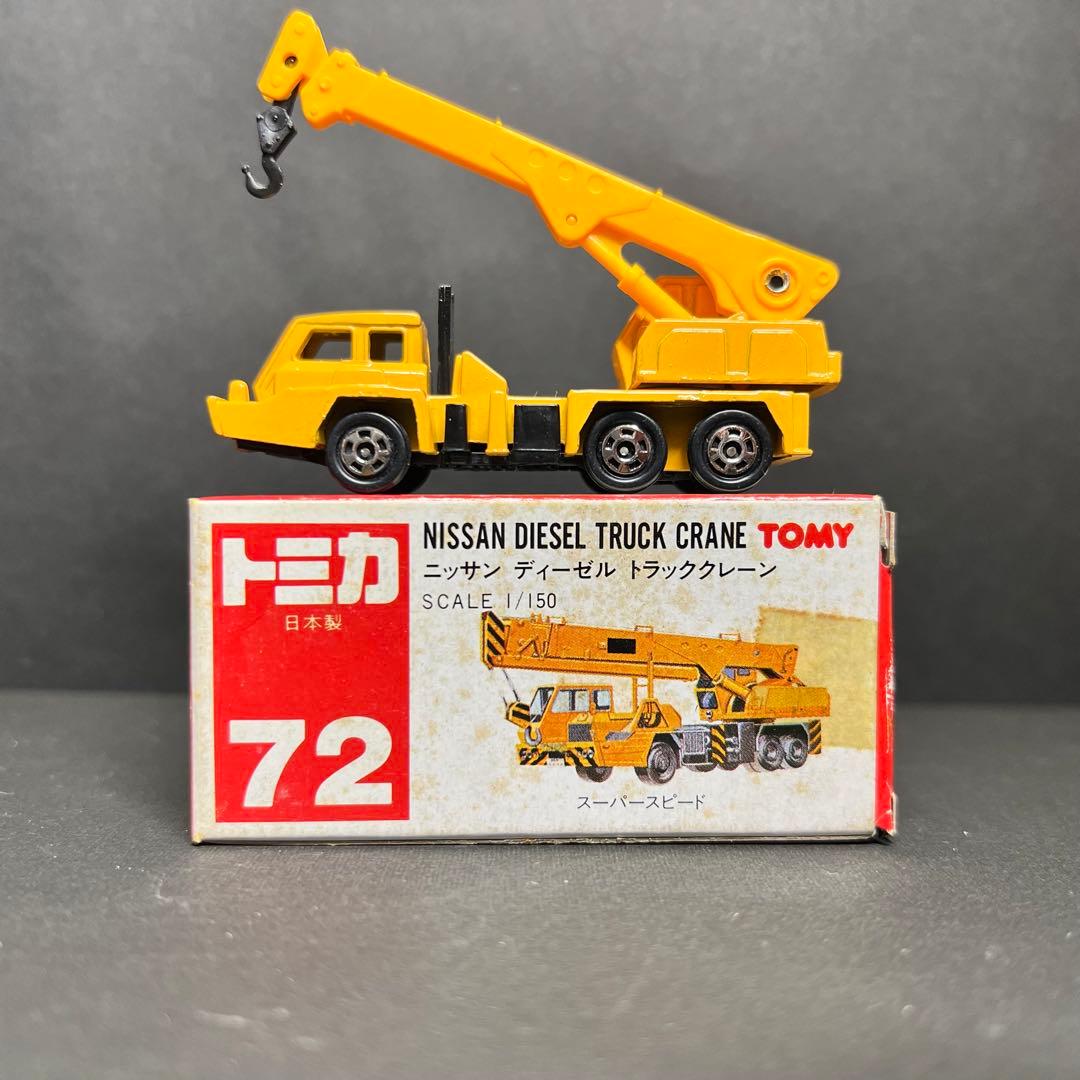 トミカ
日本製
72
NISSAN DIESEL TRUCK CRANE TOMY
ニッサン ディーゼル トラッククレーン
SCALE 1/150
スーパースピード